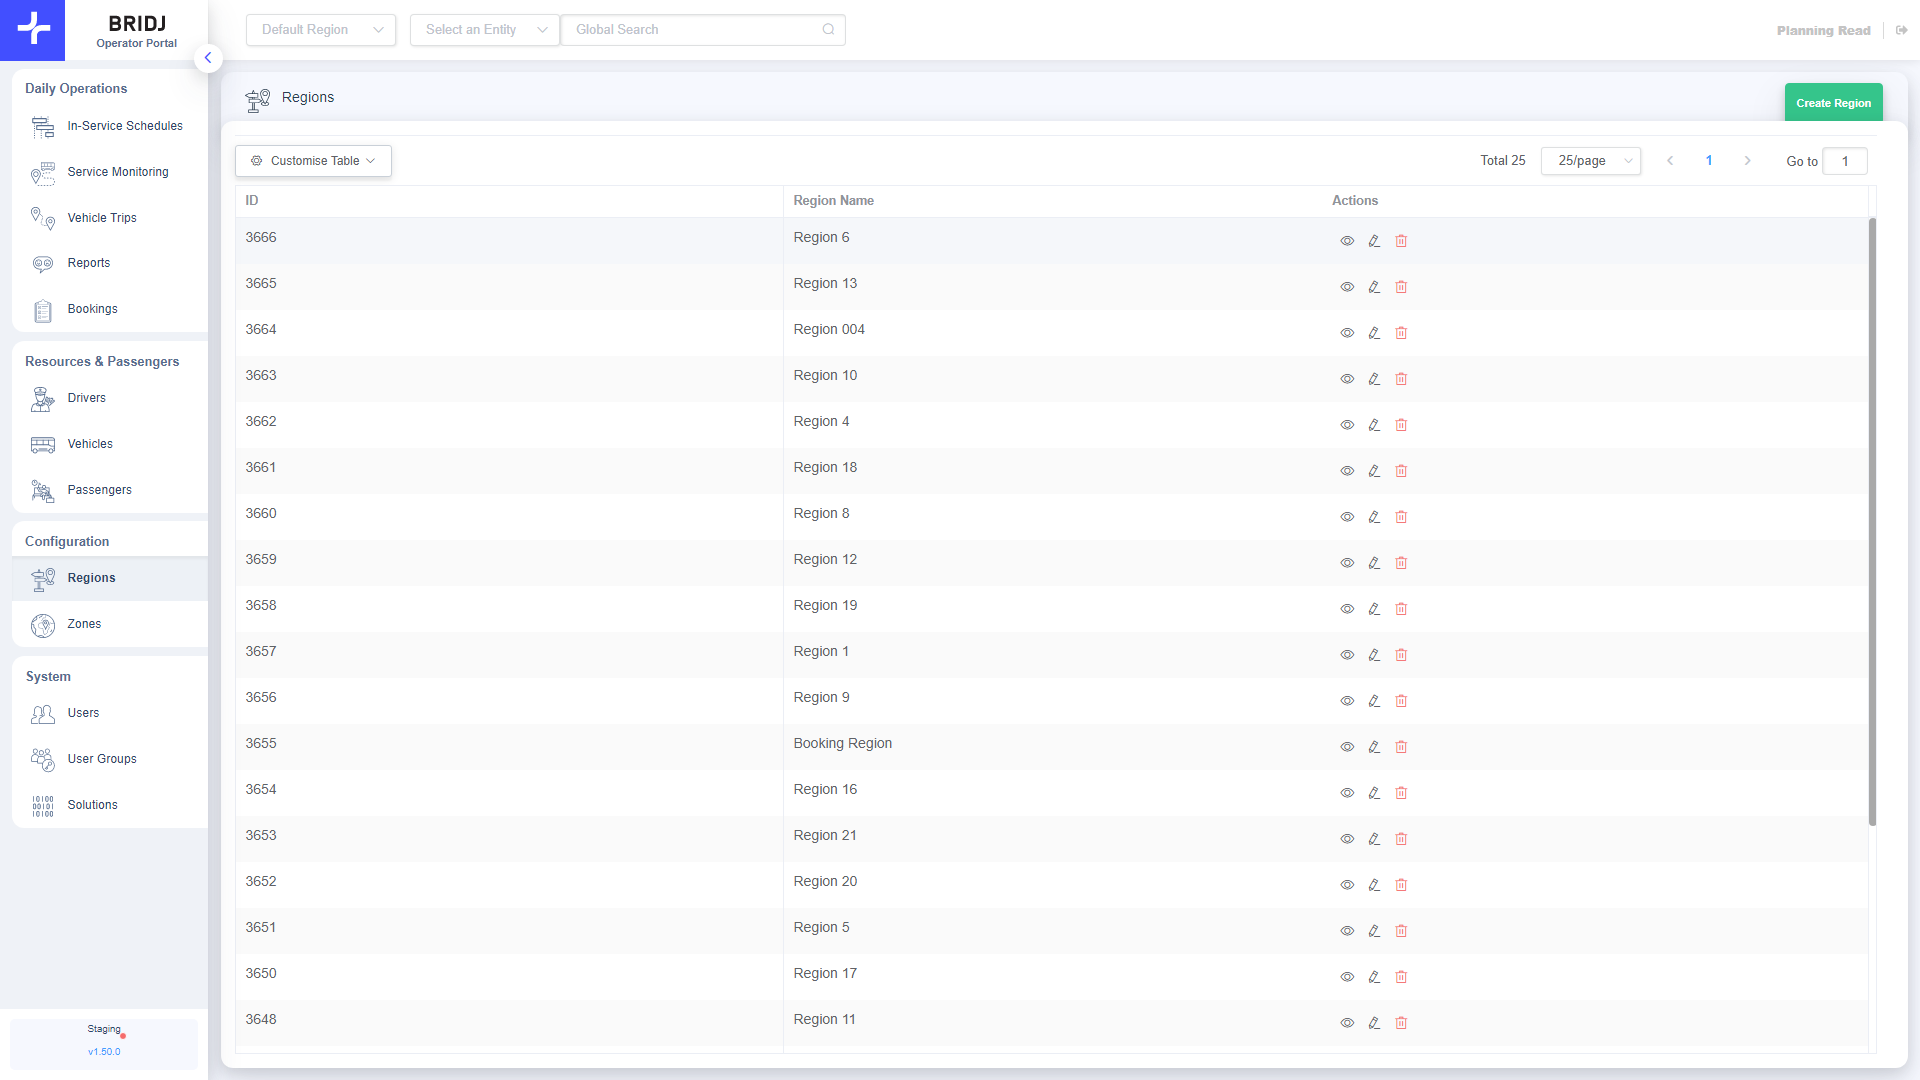 BRIDJ
Operator Portal
Default Region
Select an Entity
Global Search
Planning Read
Daily Operations
In-Service Schedules
Service Monitoring
Vehicle Trips
Reports
Bookings
Resources & Passengers
Drivers
Vehicles
Passengers
Configuration
Regions
Zones
System
Users
User Groups
10100
00101
10100
Solutions
Staging
v1.50.0
Regions
Create Region
Customise Table
Total 25
25/page
1
Go to
1
ID Region Name Actions
3666 Region 6
3665 Region 13
3664 Region 004
3663 Region 10
3662 Region 4
3661 Region 18
3660 Region 8
3659 Region 12
3658 Region 19
3657 Region 1
3656 Region 9
3655 Booking Region
3654 Region 16
3653 Region 21
3652 Region 20
3651 Region 5
3650 Region 17
3648 Region 11